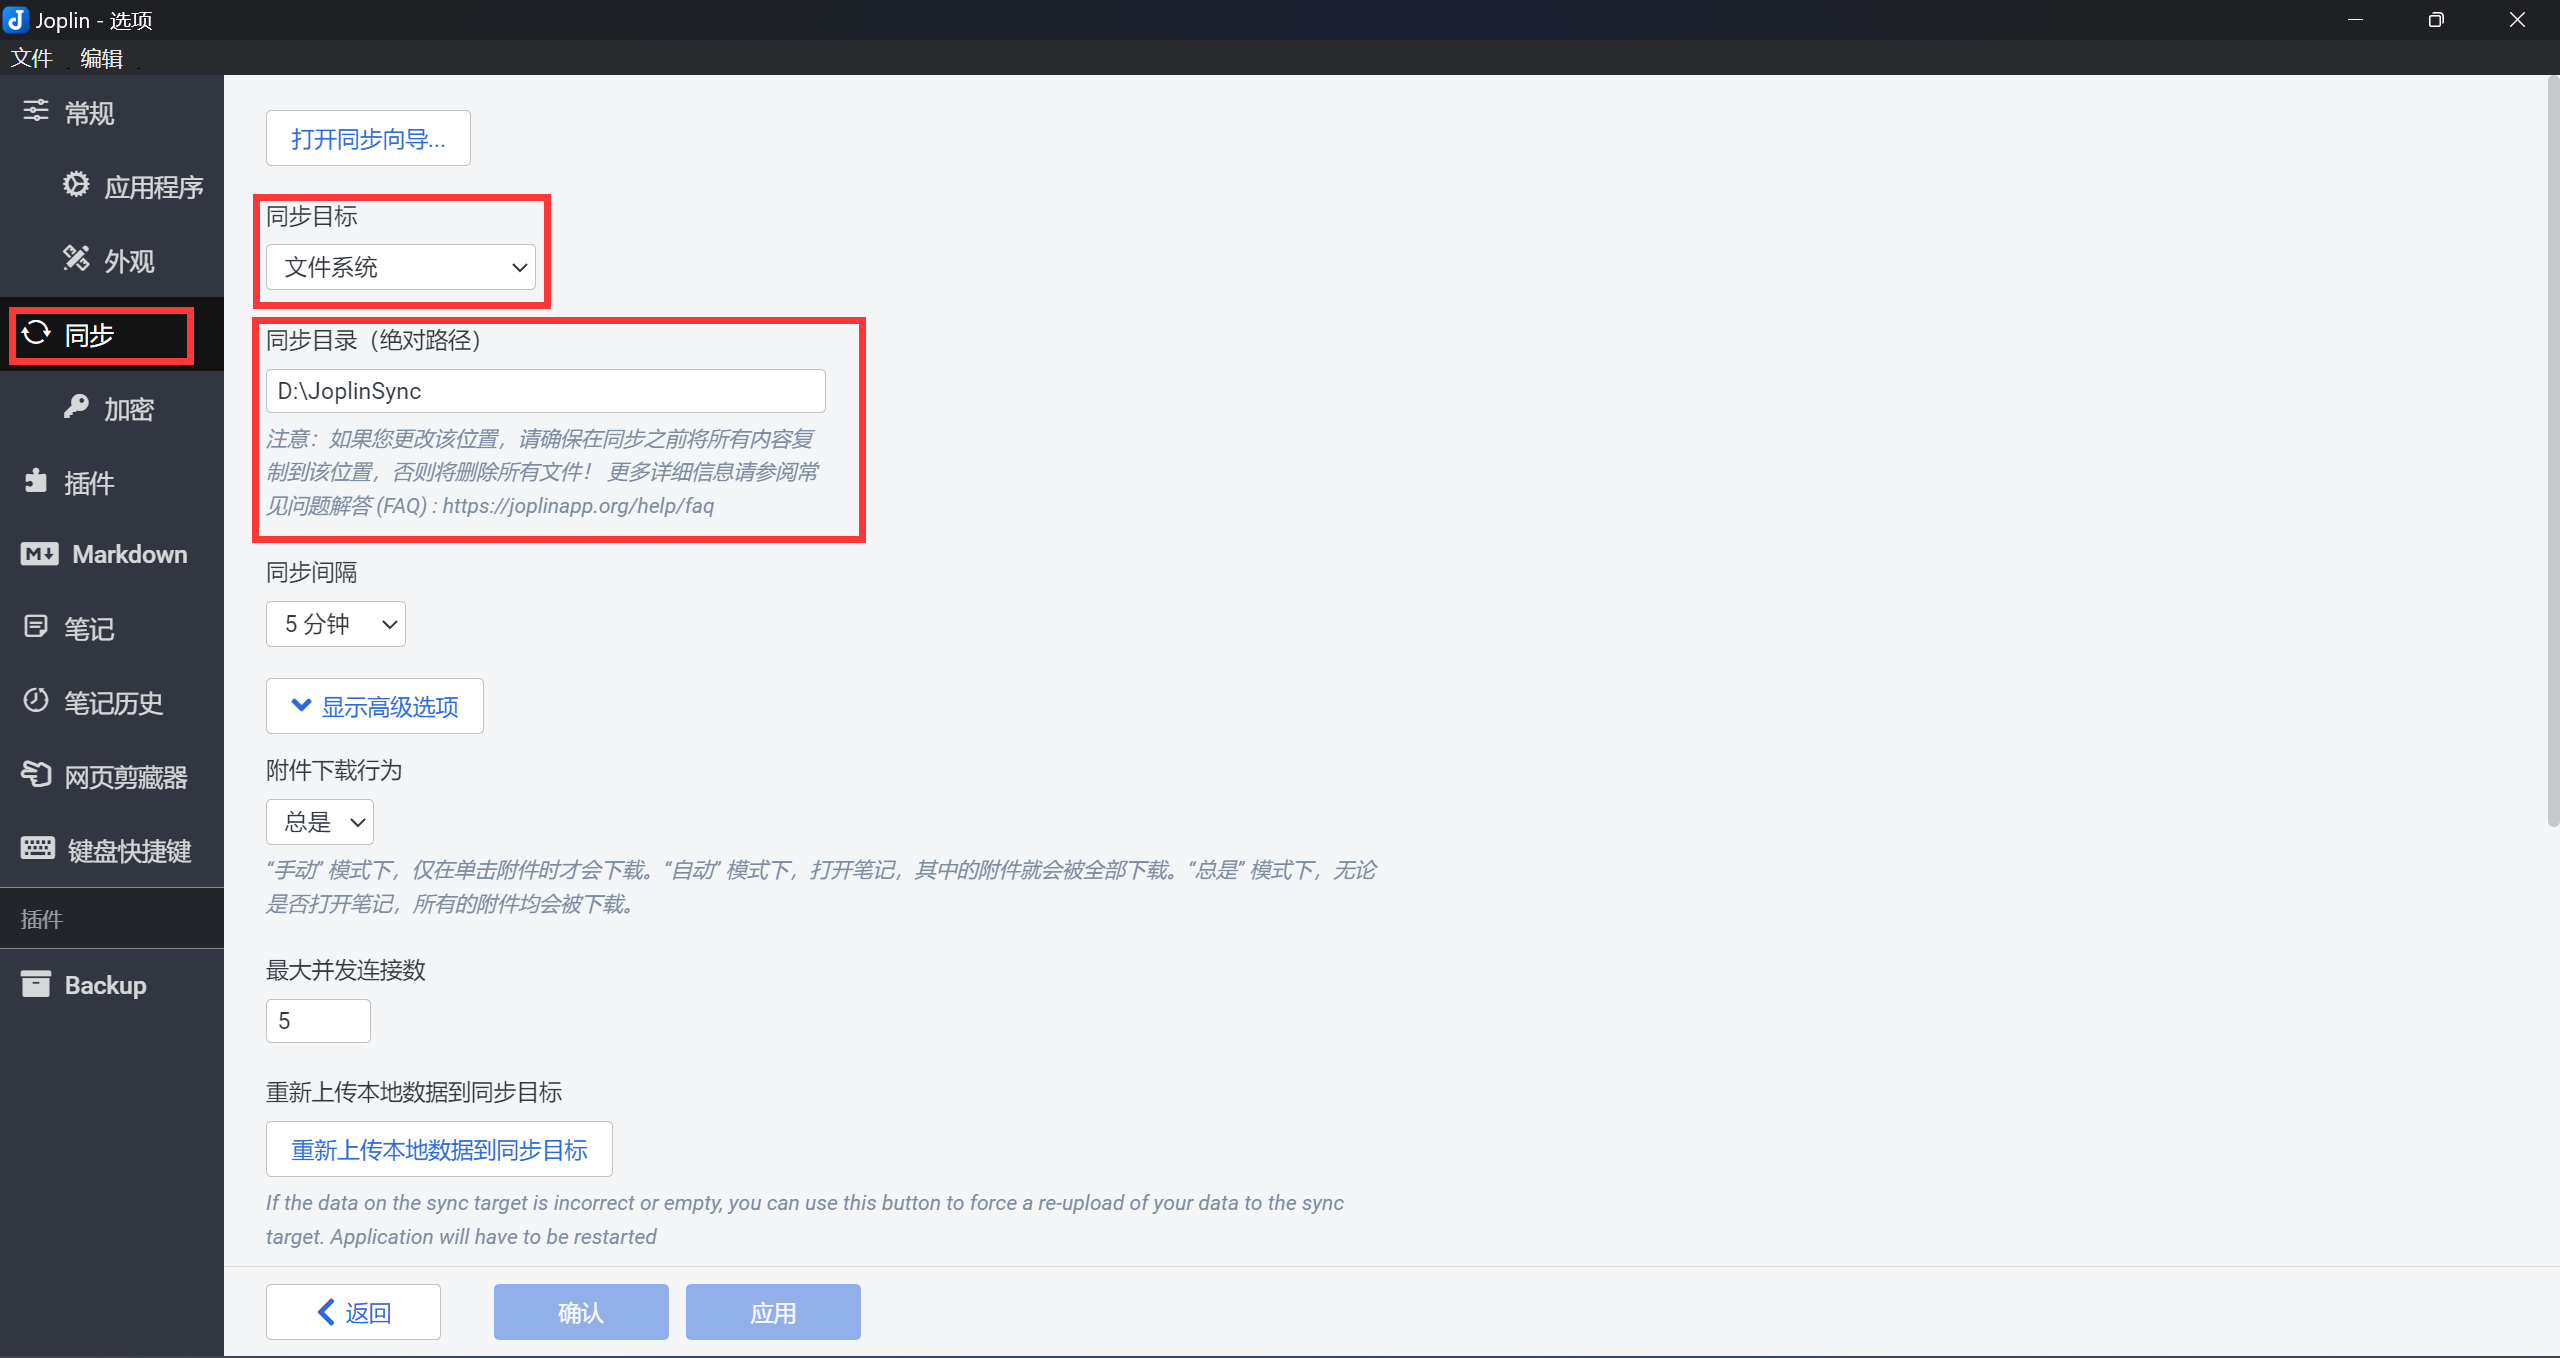 Joplin - 选项
文件 编辑
常规
应用程序
外观
同步
加密
插件
Markdown
笔记
笔记历史
网页剪藏器
键盘快捷键
插件
Backup
打开同步向导...
同步目标
文件系统
同步目录（绝对路径）
D:\JoplinSync
注意：如果您更改该位置，请确保在同步之前将所有内容复
制到该位置，否则将删除所有文件！ 更多详细信息请参阅常
见问题解答 (FAQ) : https://joplinapp.org/help/faq
同步间隔
5 分钟
显示高级选项
附件下载行为
总是
“手动” 模式下，仅在单击附件时才会下载。“自动” 模式下，打开笔记，其中的附件就会被全部下载。“总是” 模式下，无论
是否打开笔记，所有的附件均会被下载。
最大并发连接数
5
重新上传本地数据到同步目标
重新上传本地数据到同步目标
If the data on the sync target is incorrect or empty, you can use this button to force a re-upload of your data to the sync
target. Application will have to be restarted
返回 确认 应用